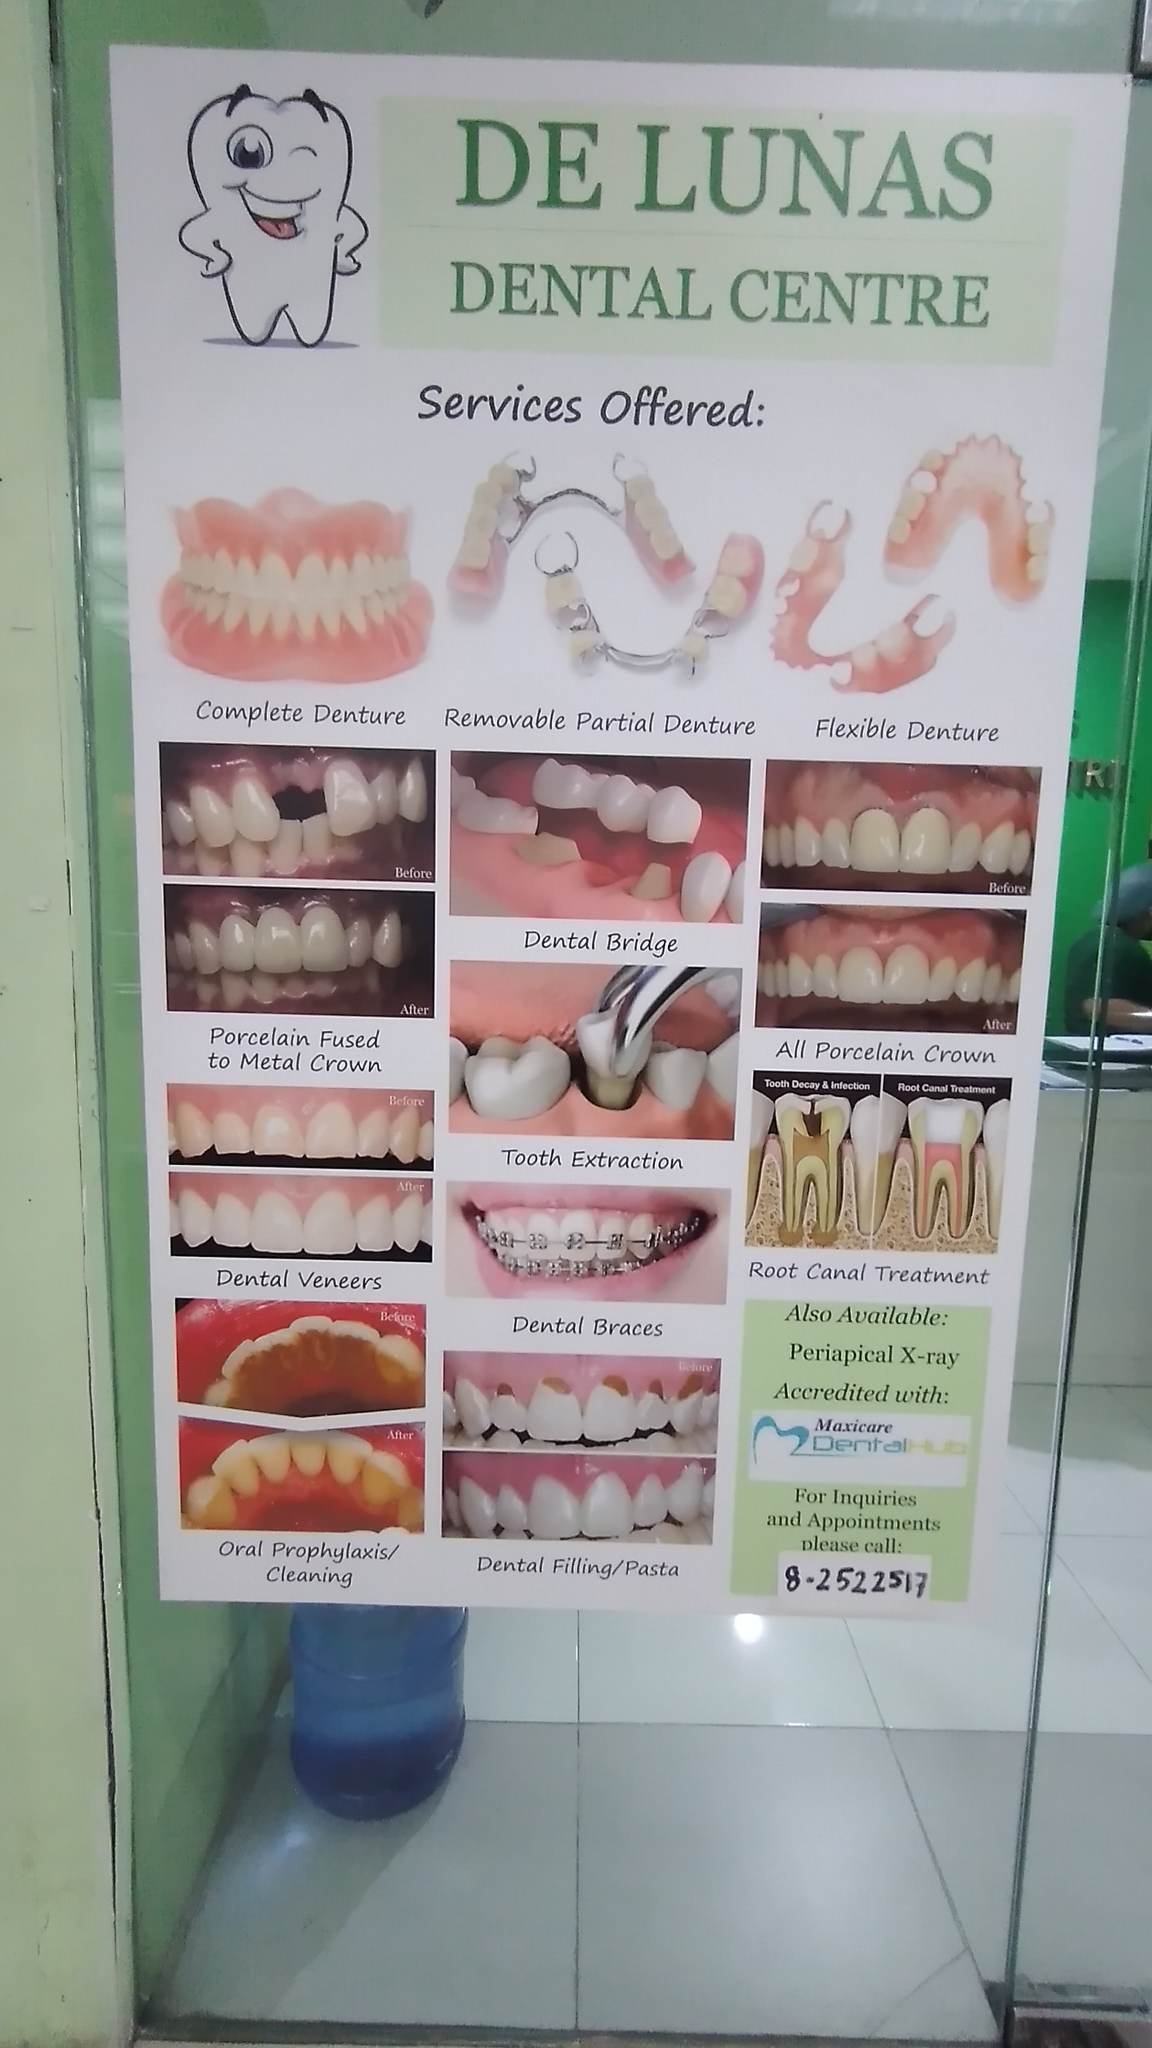 DE LUNAS
DENTAL CENTRE
Services Offered:
Complete Denture
Removable Partial Denture
Flexible Denture
Before
After
Porcelain Fused
to Metal Crown
Dental Bridge
Before
After
All Porcelain Crown
Tooth Extraction
Tooth Decay & Infection
Root Canal Treatment
Root Canal Treatment
Before
After
Dental Veneers
Dental Braces
Before
After
Oral Prophylaxis/
Cleaning
Before
After
Dental Filling/Pasta
Also Available:
Periapical X-ray
Accredited with:
Maxicare
DentalHub
For Inquiries
and Appointments
please call:
8-2522517